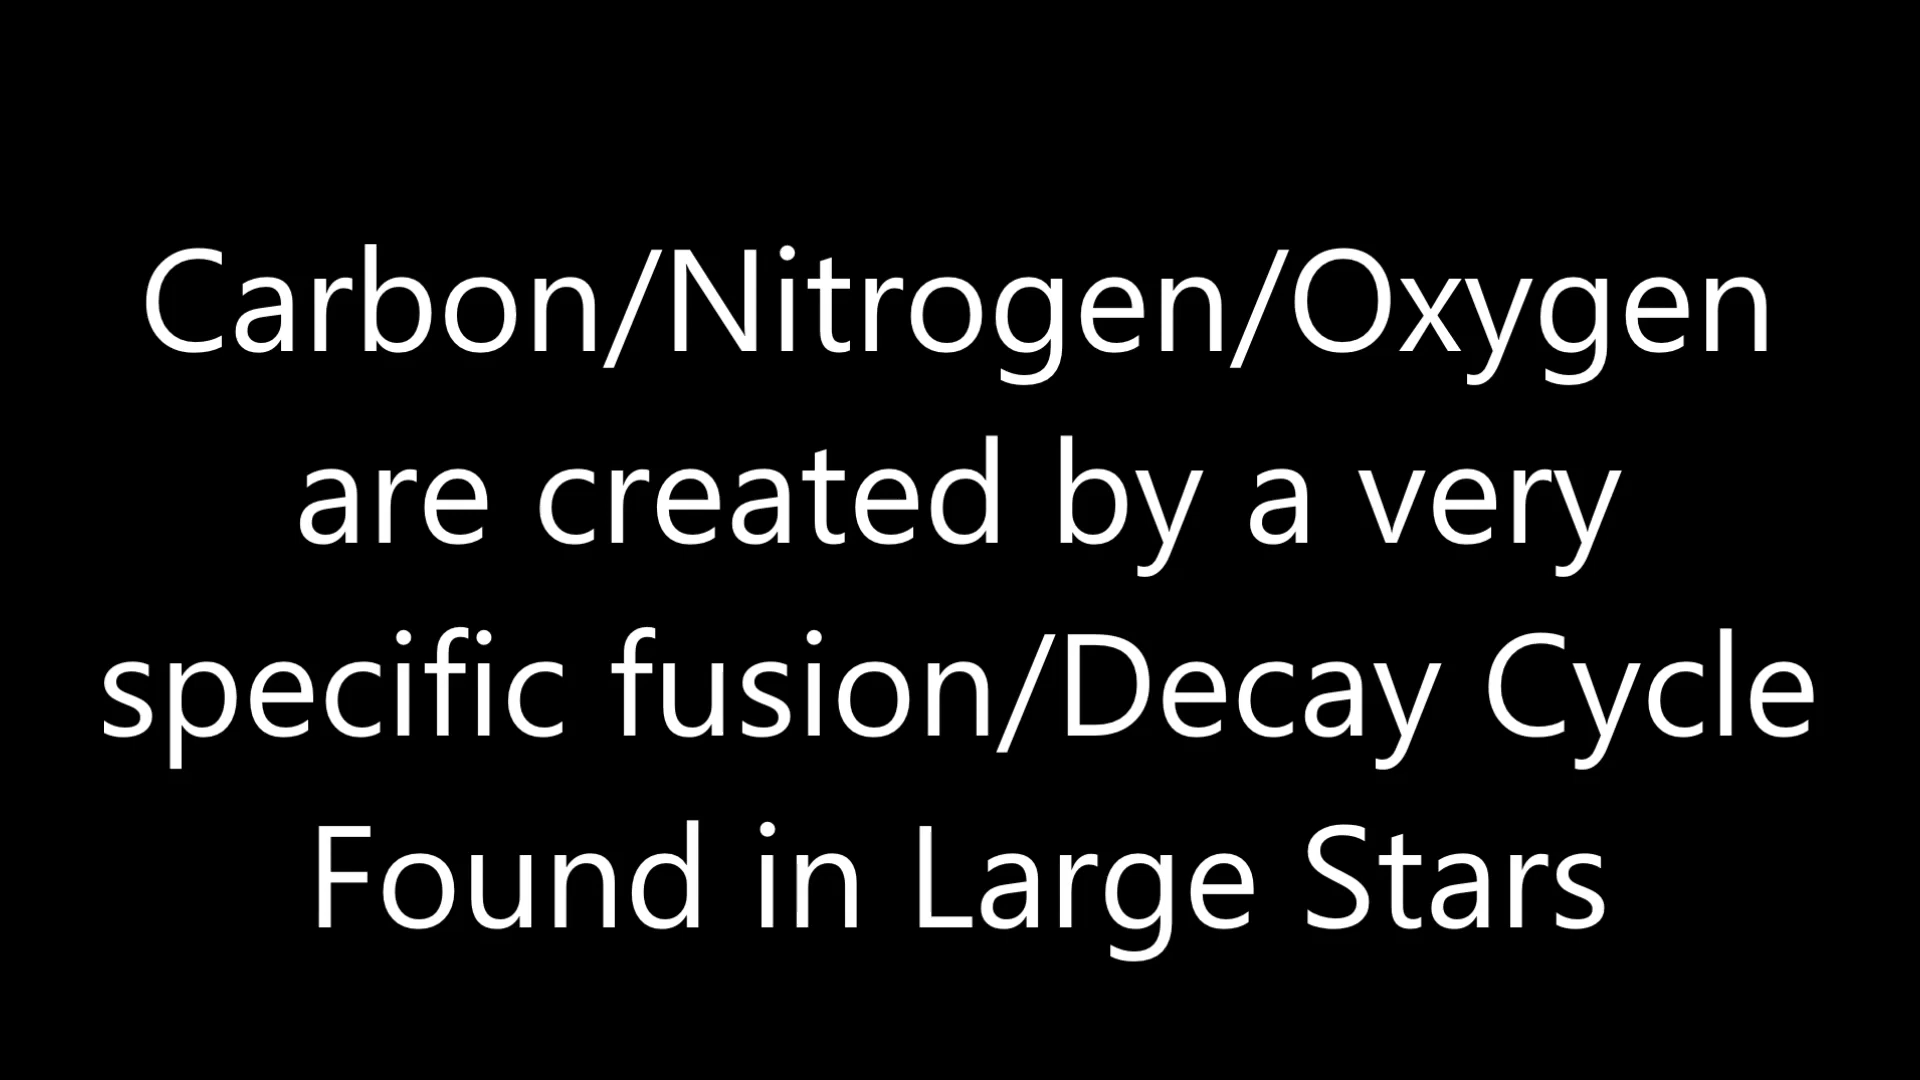 Carbon/Nitrogen/Oxygen
are created by a very
specific fusion/Decay Cycle
Found in Large Stars